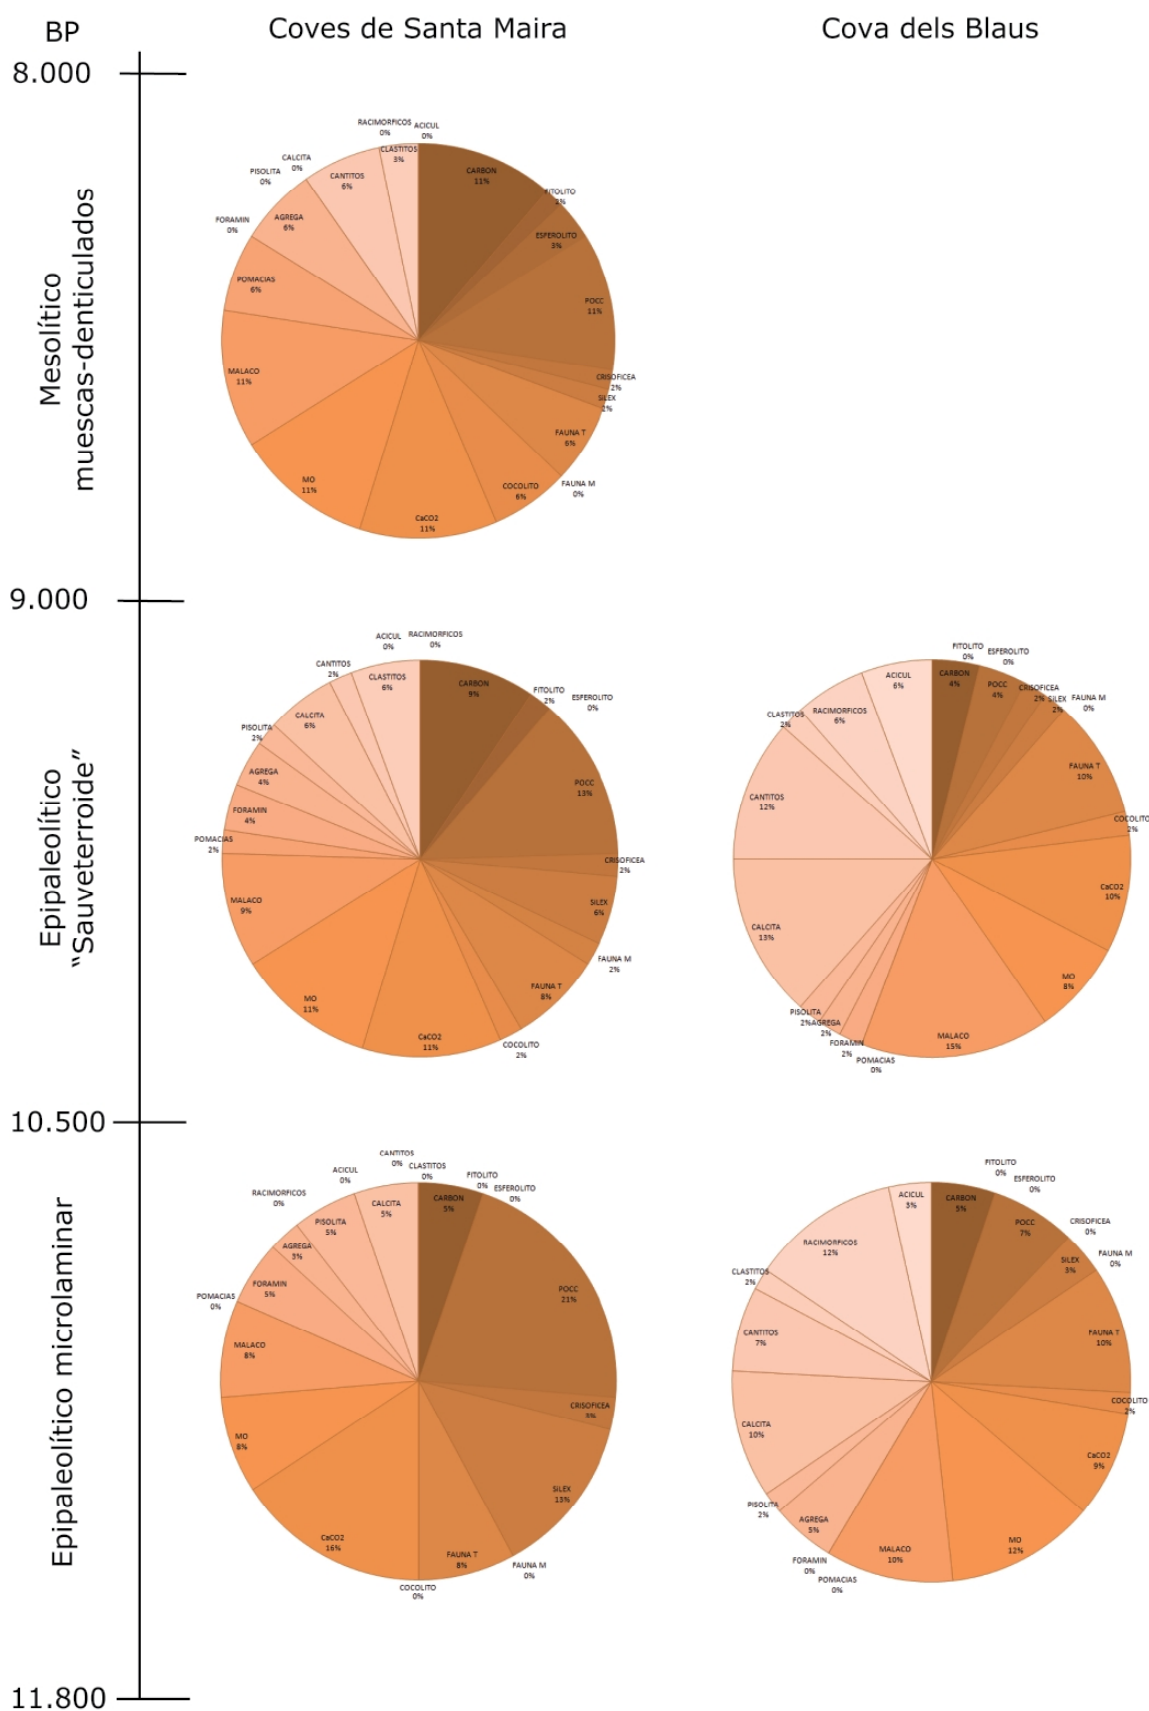 BP
Coves de Santa Maira
Cova dels Blaus
8.000
9.000
10.500
11.800
Mesolítico
muescas-denticulados
Epipaleolítico
“Sauveterroide”
Epipaleolítico microlaminar
RACIMORFICOS
0%
ACICUL
0%
CLASTITOS
3%
CARBON
11%
FITOLITO
2%
ESFEROLITO
3%
POCC
11%
CRISOFICEA
2%
SILEX
2%
FAUNA T
6%
FAUNA M
0%
COCOLITO
6%
CaCO2
11%
MO
11%
MALACO
11%
POMACIAS
6%
FORAMIN
0%
AGREGA
6%
PISOLITA
0%
CALCITA
0%
CANTITOS
6%
ACICUL
0%
RACIMORFICOS
0%
CARBON
9%
FITOLITO
2%
ESFEROLITO
0%
POCC
13%
CRISOFICEA
2%
SILEX
6%
FAUNA M
2%
FAUNA T
8%
COCOLITO
2%
CaCO2
11%
MO
11%
MALACO
9%
POMACIAS
2%
FORAMIN
4%
AGREGA
4%
PISOLITA
2%
CALCITA
6%
CANTITOS
2%
CLASTITOS
6%
FITOLITO
0%
ESFEROLITO
0%
CARBON
4%
POCC
4%
CRISOFICEA
2%
SILEX
2%
FAUNA M
0%
FAUNA T
10%
COCOLITO
2%
CaCO2
10%
MO
8%
MALACO
15%
POMACIAS
0%
FORAMIN
2%
AGREGA
2%
PISOLITA
2%
CALCITA
13%
CANTITOS
12%
CLASTITOS
2%
RACIMORFICOS
6%
ACICUL
6%
CANTITOS
0%
CLASTITOS
0%
CARBON
5%
FITOLITO
0%
ESFEROLITO
0%
POCC
21%
CRISOFICEA
3%
SILEX
13%
FAUNA M
0%
FAUNA T
8%
COCOLITO
0%
CaCO2
16%
MO
8%
MALACO
8%
POMACIAS
0%
FORAMIN
5%
AGREGA
3%
PISOLITA
5%
RACIMORFICOS
0%
ACICUL
0%
CALCITA
5%
FITOLITO
0%
ESFEROLITO
0%
CARBON
5%
POCC
7%
CRISOFICEA
0%
SILEX
3%
FAUNA M
0%
FAUNA T
10%
COCOLITO
2%
CaCO2
9%
MO
12%
MALACO
10%
POMACIAS
0%
FORAMIN
0%
AGREGA
5%
PISOLITA
2%
CALCITA
10%
CANTITOS
7%
CLASTITOS
2%
RACIMORFICOS
12%
ACICUL
3%